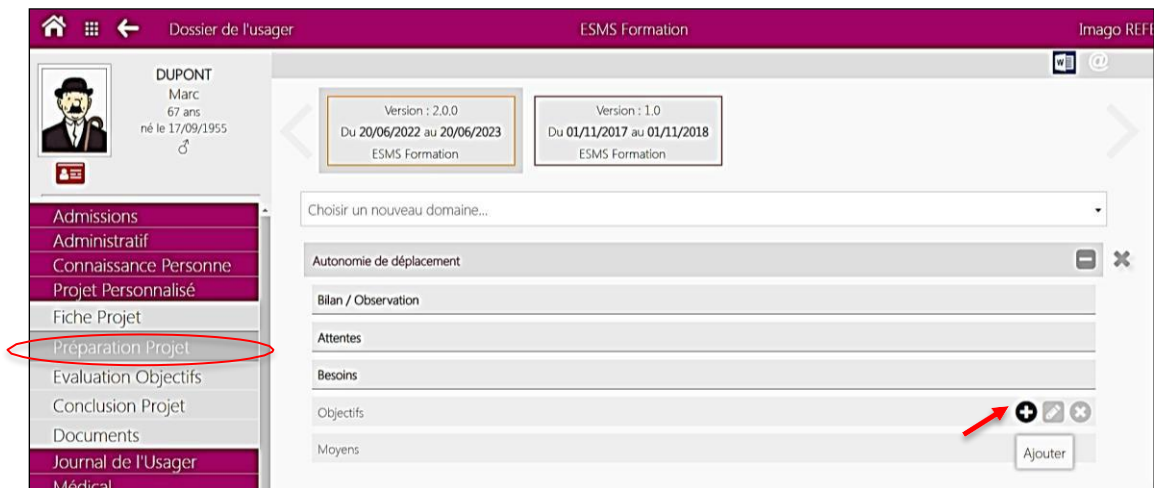 Dossier de l'usager
ESMS Formation
Imago REFE
DUPONT
Marc
67 ans
né le 17/09/1955
Version : 2.0.0
Du 20/06/2022 au 20/06/2023
ESMS Formation
Version : 1.0
Du 01/11/2017 au 01/11/2018
ESMS Formation
Choisir un nouveau domaine...
Admissions
Administratif
Connaissance Personne
Projet Personnalisé
Fiche Projet
Préparation Projet
Evaluation Objectifs
Conclusion Projet
Documents
Journal de l'Usager
Médical
Autonomie de déplacement
Bilan / Observation
Attentes
Besoins
Objectifs
Moyens
Ajouter